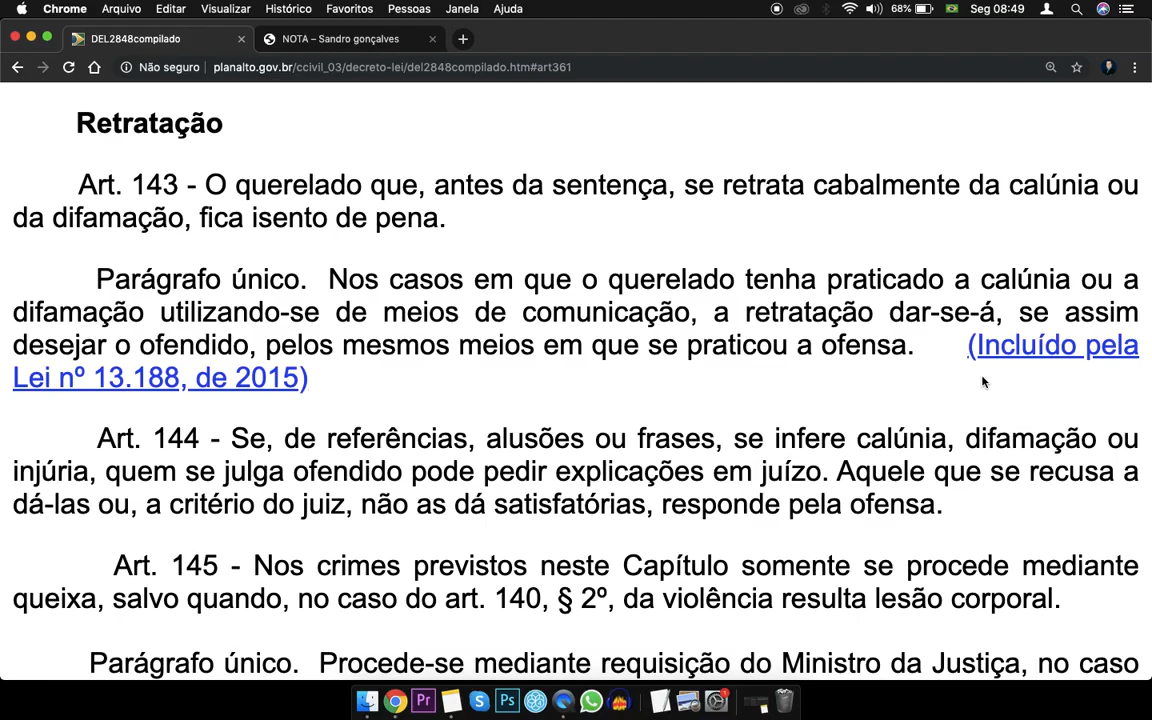 Chrome Arquivo Editar Visualizar Histórico Favoritos Pessoas Janela Ajuda 68% Seg 08:49
DEL2848compilado NOTA – Sandro gonçalves
Não seguro planalto.gov.br/ccivil_03/decreto-lei/del2848compilado.htm#art361
Retratação
Art. 143 - O querelado que, antes da sentença, se retrata cabalmente da calúnia ou
da difamação, fica isento de pena.
Parágrafo único. Nos casos em que o querelado tenha praticado a calúnia ou a
difamação utilizando-se de meios de comunicação, a retratação dar-se-á, se assim
desejar o ofendido, pelos mesmos meios em que se praticou a ofensa. (Incluído pela
Lei nº 13.188, de 2015)
Art. 144 - Se, de referências, alusões ou frases, se infere calúnia, difamação ou
injúria, quem se julga ofendido pode pedir explicações em juízo. Aquele que se recusa a
dá-las ou, a critério do juiz, não as dá satisfatórias, responde pela ofensa.
Art. 145 - Nos crimes previstos neste Capítulo somente se procede mediante
queixa, salvo quando, no caso do art. 140, § 2º, da violência resulta lesão corporal.
Parágrafo único. Procede-se mediante requisição do Ministro da Justiça, no caso
Pr Ps